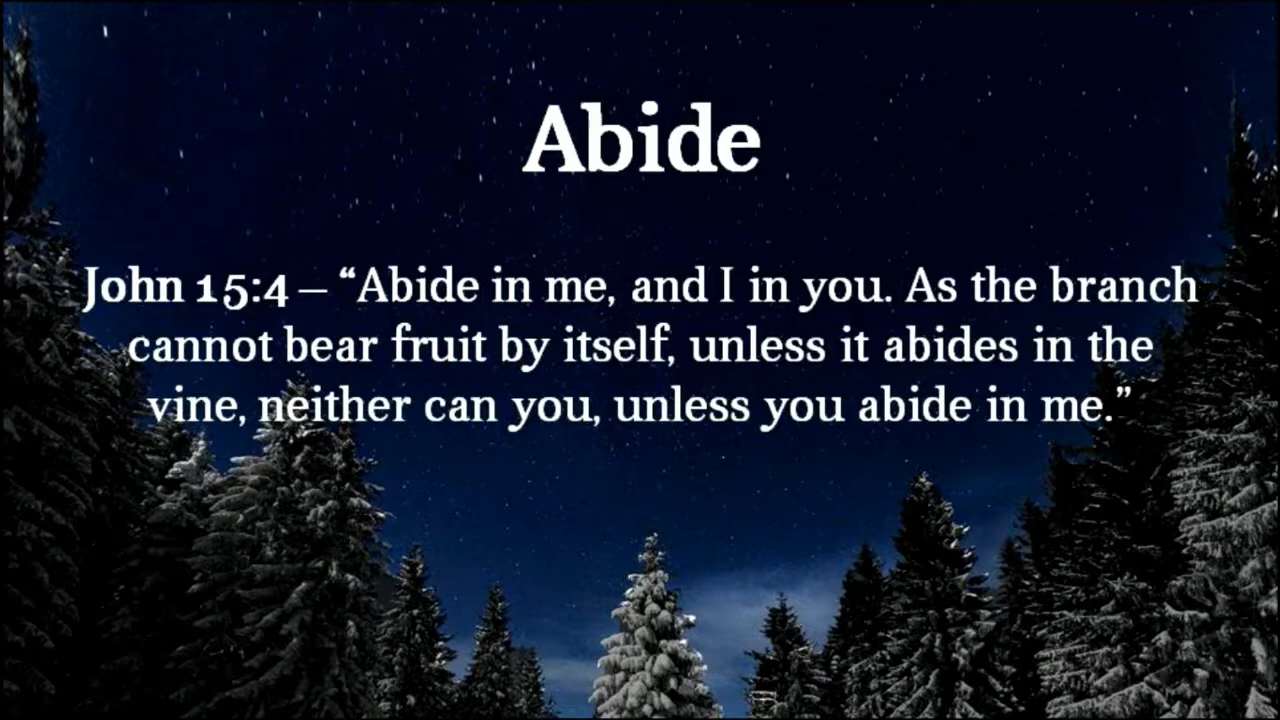 Abide
John 15:4 – “Abide in me, and I in you. As the branch
cannot bear fruit by itself, unless it abides in the
vine, neither can you, unless you abide in me.”